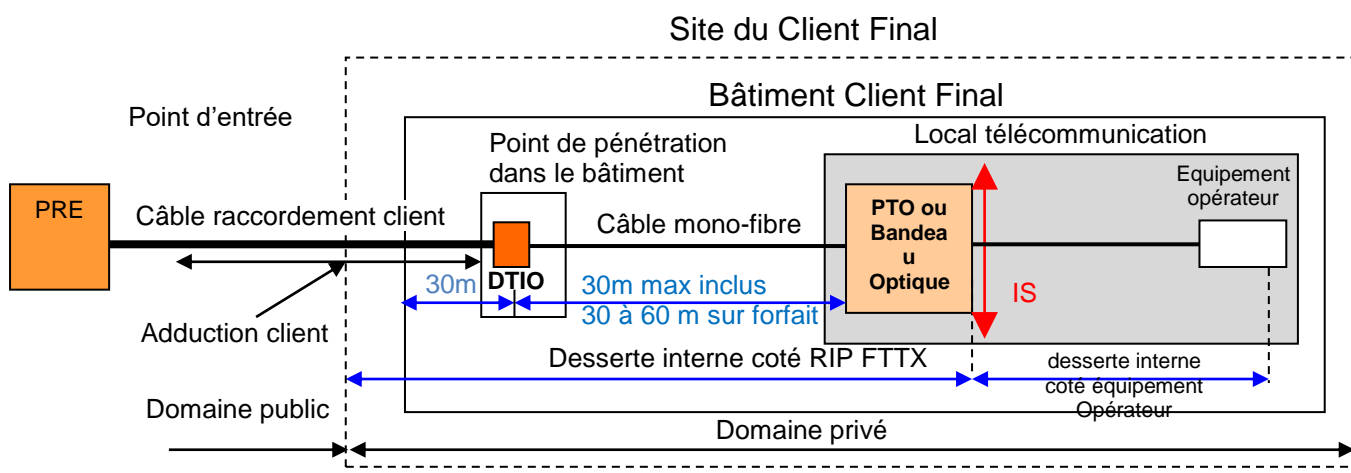 Site du Client Final
Bâtiment Client Final
Point d'entrée
Point de pénétration
dans le bâtiment
Local télécommunication
Equipement
opérateur
PRE
Câble raccordement client
Câble mono-fibre
PTO ou
Bandea
u
Optique
30m
DTIO
30m max inclus
30 à 60 m sur forfait
IS
Adduction client
Desserte interne coté RIP FTTX
desserte interne
coté équipement
Opérateur
Domaine public
Domaine privé